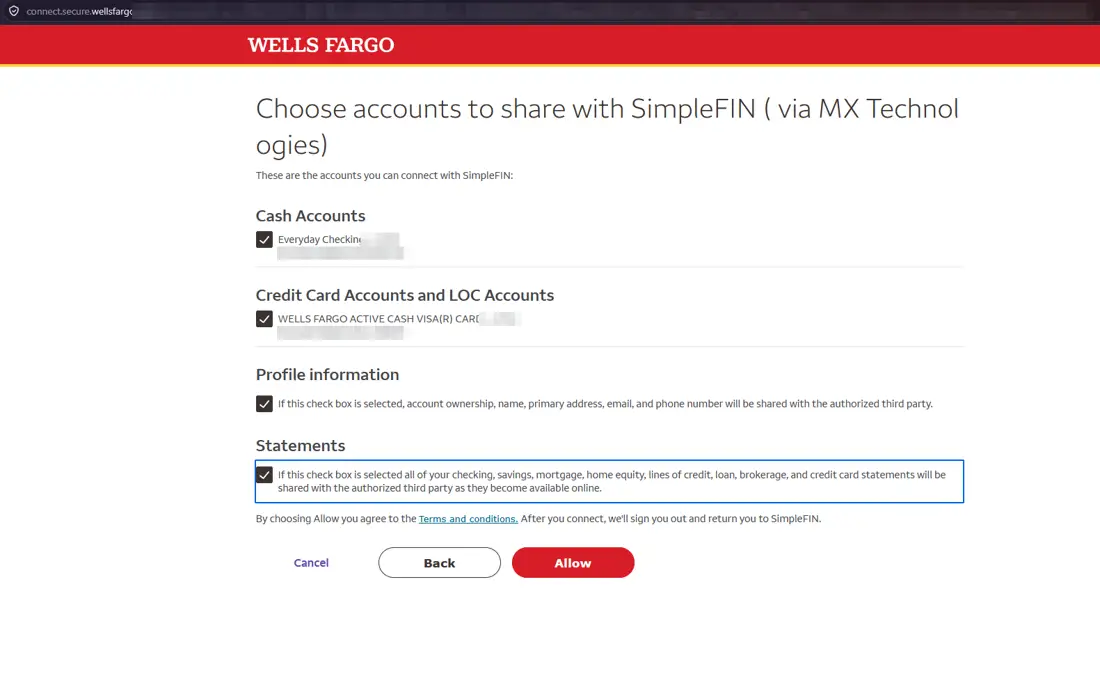 connect.secure.wellsfargo
WELLS FARGO
Choose accounts to share with SimpleFIN ( via MX Technol
ogies)
These are the accounts you can connect with SimpleFIN:
Cash Accounts
Everyday Checking
Credit Card Accounts and LOC Accounts
WELLS FARGO ACTIVE CASH VISA(R) CARD
Profile information
If this check box is selected, account ownership, name, primary address, email, and phone number will be shared with the authorized third party.
Statements
If this check box is selected all of your checking, savings, mortgage, home equity, lines of credit, loan, brokerage, and credit card statements will be
shared with the authorized third party as they become available online.
By choosing Allow you agree to the Terms and conditions. After you connect, we'll sign you out and return you to SimpleFIN.
Cancel
Back
Allow